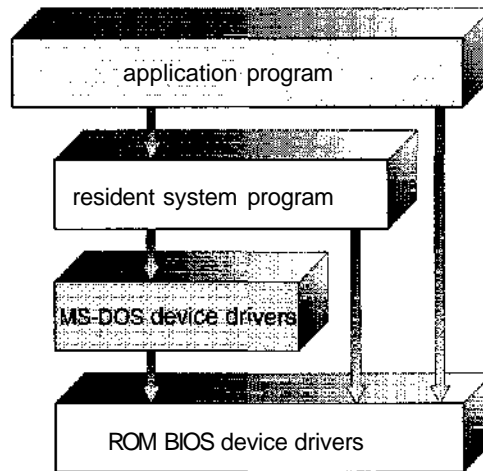 application program
resident system program
MS-DOS device drivers
ROM BIOS device drivers